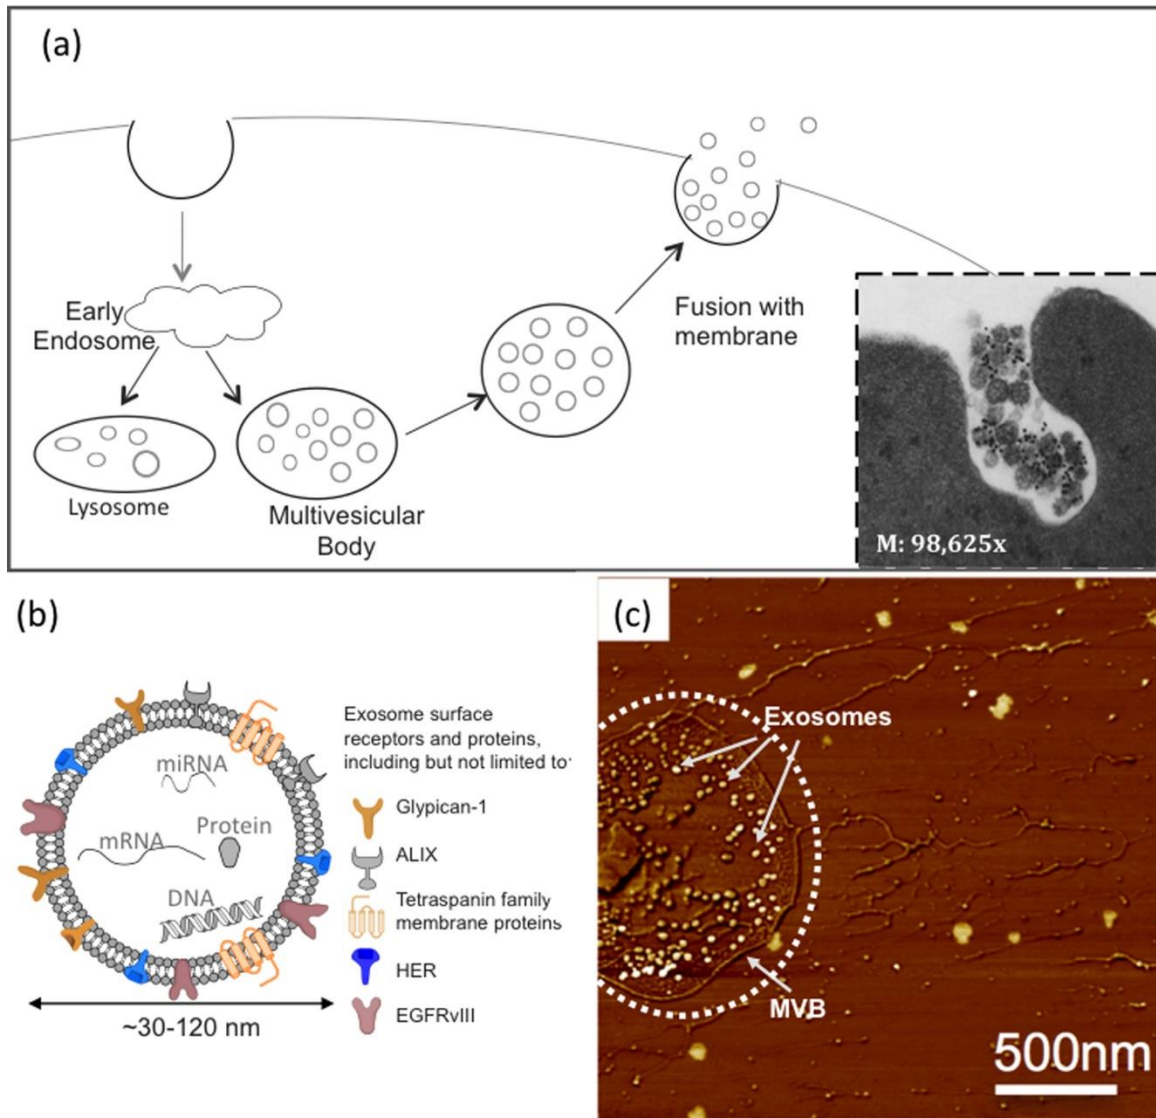 (a)
Early
Endosome
Lysosome
Multivesicular
Body
Fusion with
membrane
M: 98,625x
(b)
miRNA
mRNA
Protein
DNA
~30-120 nm
Exosome surface
receptors and proteins,
including but not limited to:
Glypican-1
ALIX
Tetraspanin family
membrane proteins
HER
EGFRvIII
(c)
Exosomes
MVB
500nm